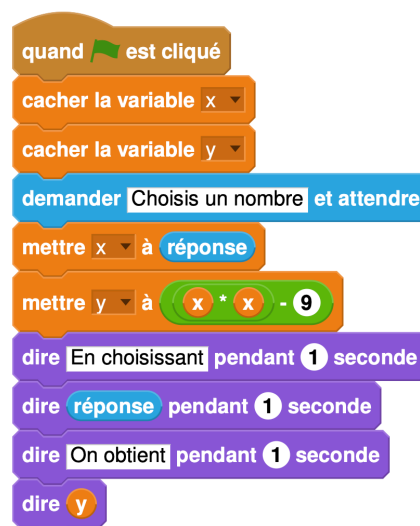 quand est cliqué
cacher la variable x
cacher la variable y
demander Choisis un nombre et attendre
mettre x à réponse
mettre y à x * x - 9
dire En choisissant pendant 1 seconde
dire réponse pendant 1 seconde
dire On obtient pendant 1 seconde
dire y